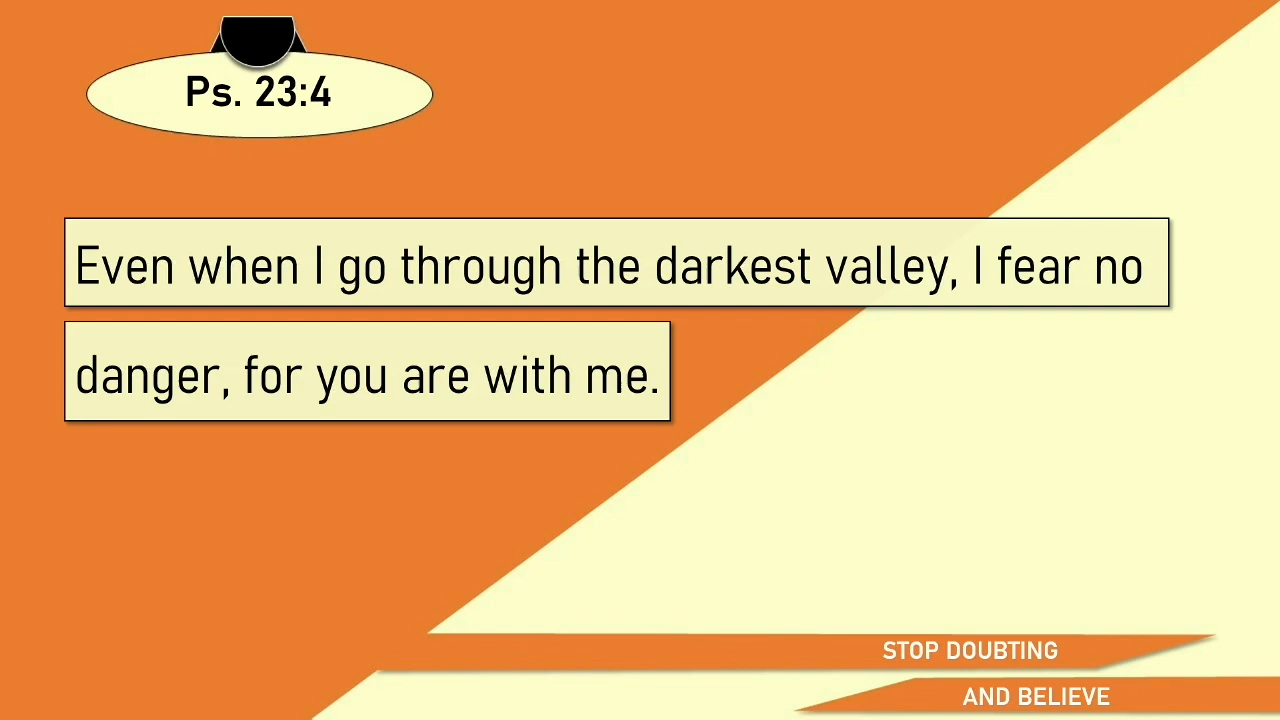 Ps. 23:4
Even when I go through the darkest valley, I fear no
danger, for you are with me.
STOP DOUBTING
AND BELIEVE